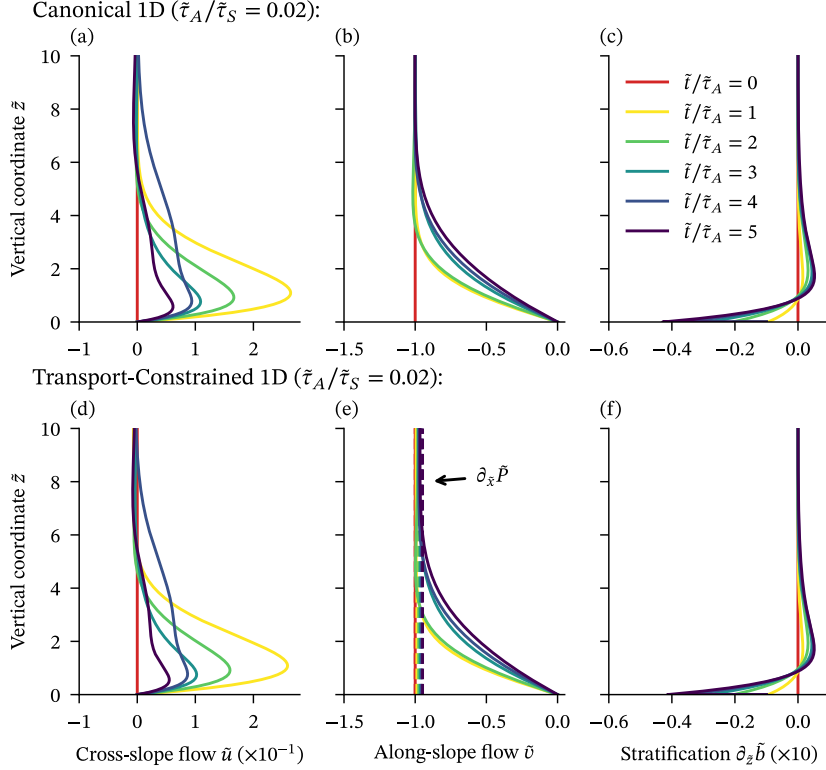 Canonical 1D (τ̃_A/τ̃_S = 0.02):
(a) (b) (c)
Vertical coordinate z̃
10
8
6
4
2
0
−1 0 1 2
−1.5 −1.0 −0.5 0.0
−0.6 −0.4 −0.2 0.0
t̃/τ̃_A = 0
t̃/τ̃_A = 1
t̃/τ̃_A = 2
t̃/τ̃_A = 3
t̃/τ̃_A = 4
t̃/τ̃_A = 5
Transport-Constrained 1D (τ̃_A/τ̃_S = 0.02):
(d) (e) (f)
Vertical coordinate z̃
10
8
6
4
2
0
∂_x̃ P̃
−1 0 1 2
−1.5 −1.0 −0.5 0.0
−0.6 −0.4 −0.2 0.0
Cross-slope flow ũ (×10⁻¹)
Along-slope flow ṽ
Stratification ∂_z̃ b̃ (×10)